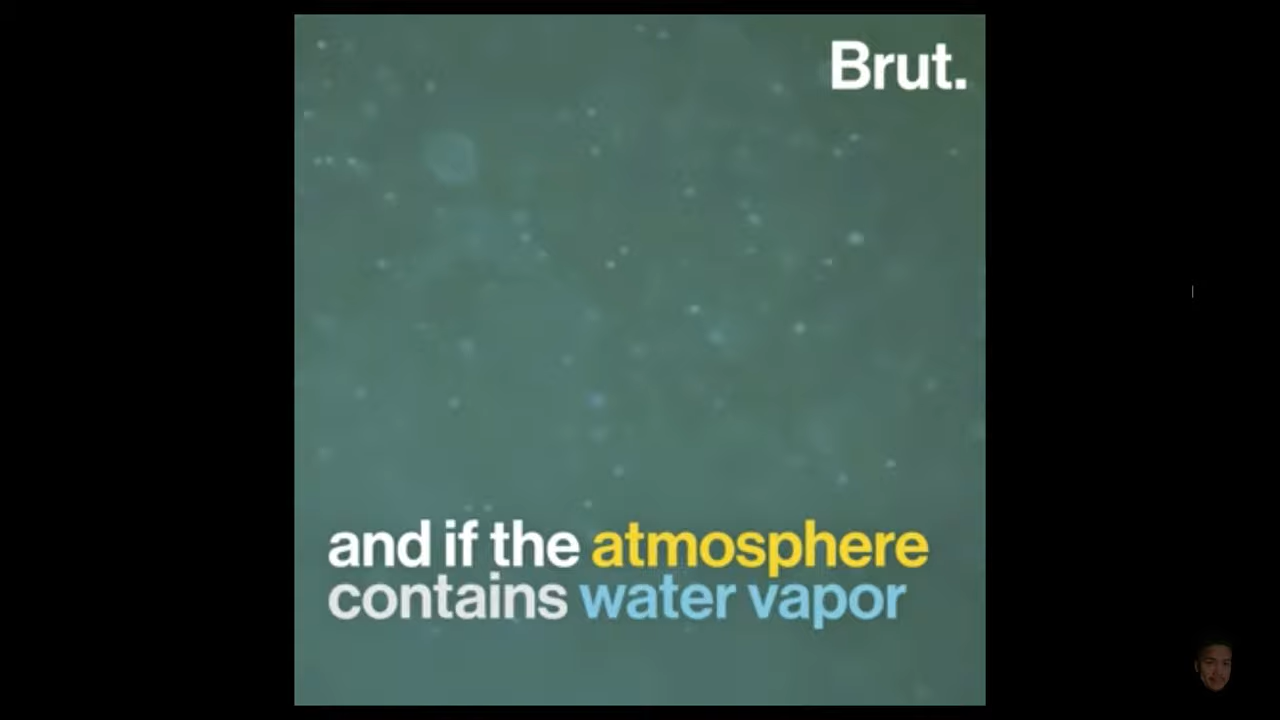 Brut.
and if the atmosphere
contains water vapor